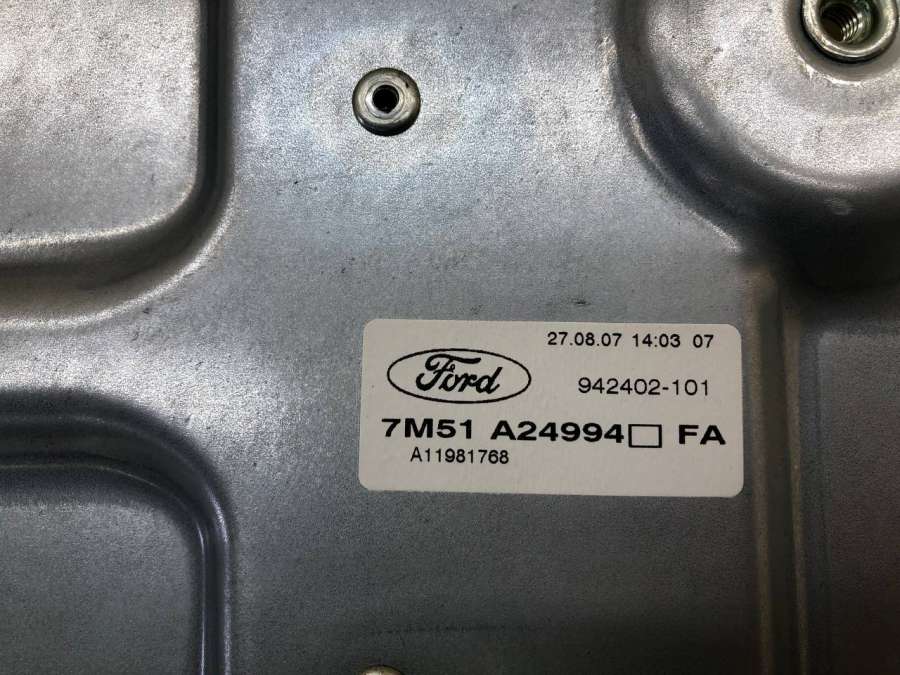 27.08.07 14:03 07
Ford
942402-101
7M51 A24994□ FA
A11981768